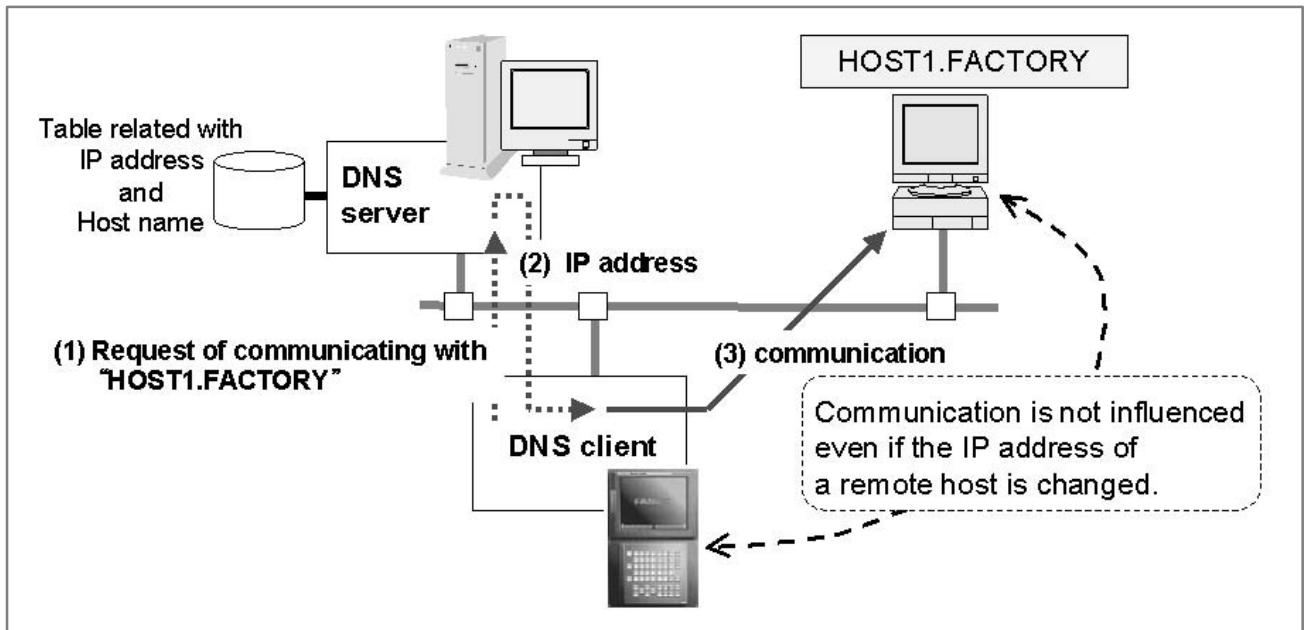 HOST1.FACTORY
Table related with
IP address
and
Host name
DNS
server
(2) IP address
(1) Request of communicating with
"HOST1.FACTORY"
(3) communication
DNS client
Communication is not influenced
even if the IP address of
a remote host is changed.
FANUC